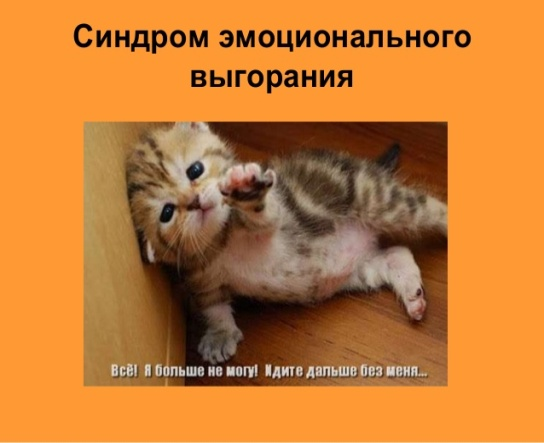 Синдром эмоционального
выгорания
Всё! Я больше не могу! Идите дальше без меня...